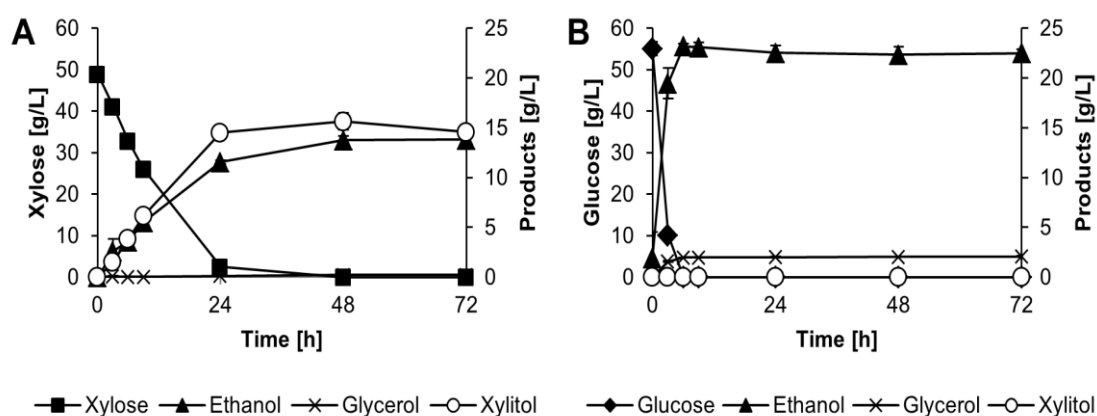 A
B
Xylose [g/L]
60
50
40
30
20
10
0
25
20
15
10
5
0
Products [g/L]
0 24 48 72
Time [h]
Glucose [g/L]
60
50
40
30
20
10
0
25
20
15
10
5
0
Products [g/L]
0 24 48 72
Time [h]
Xylose Ethanol Glycerol Xylitol
Glucose Ethanol Glycerol Xylitol